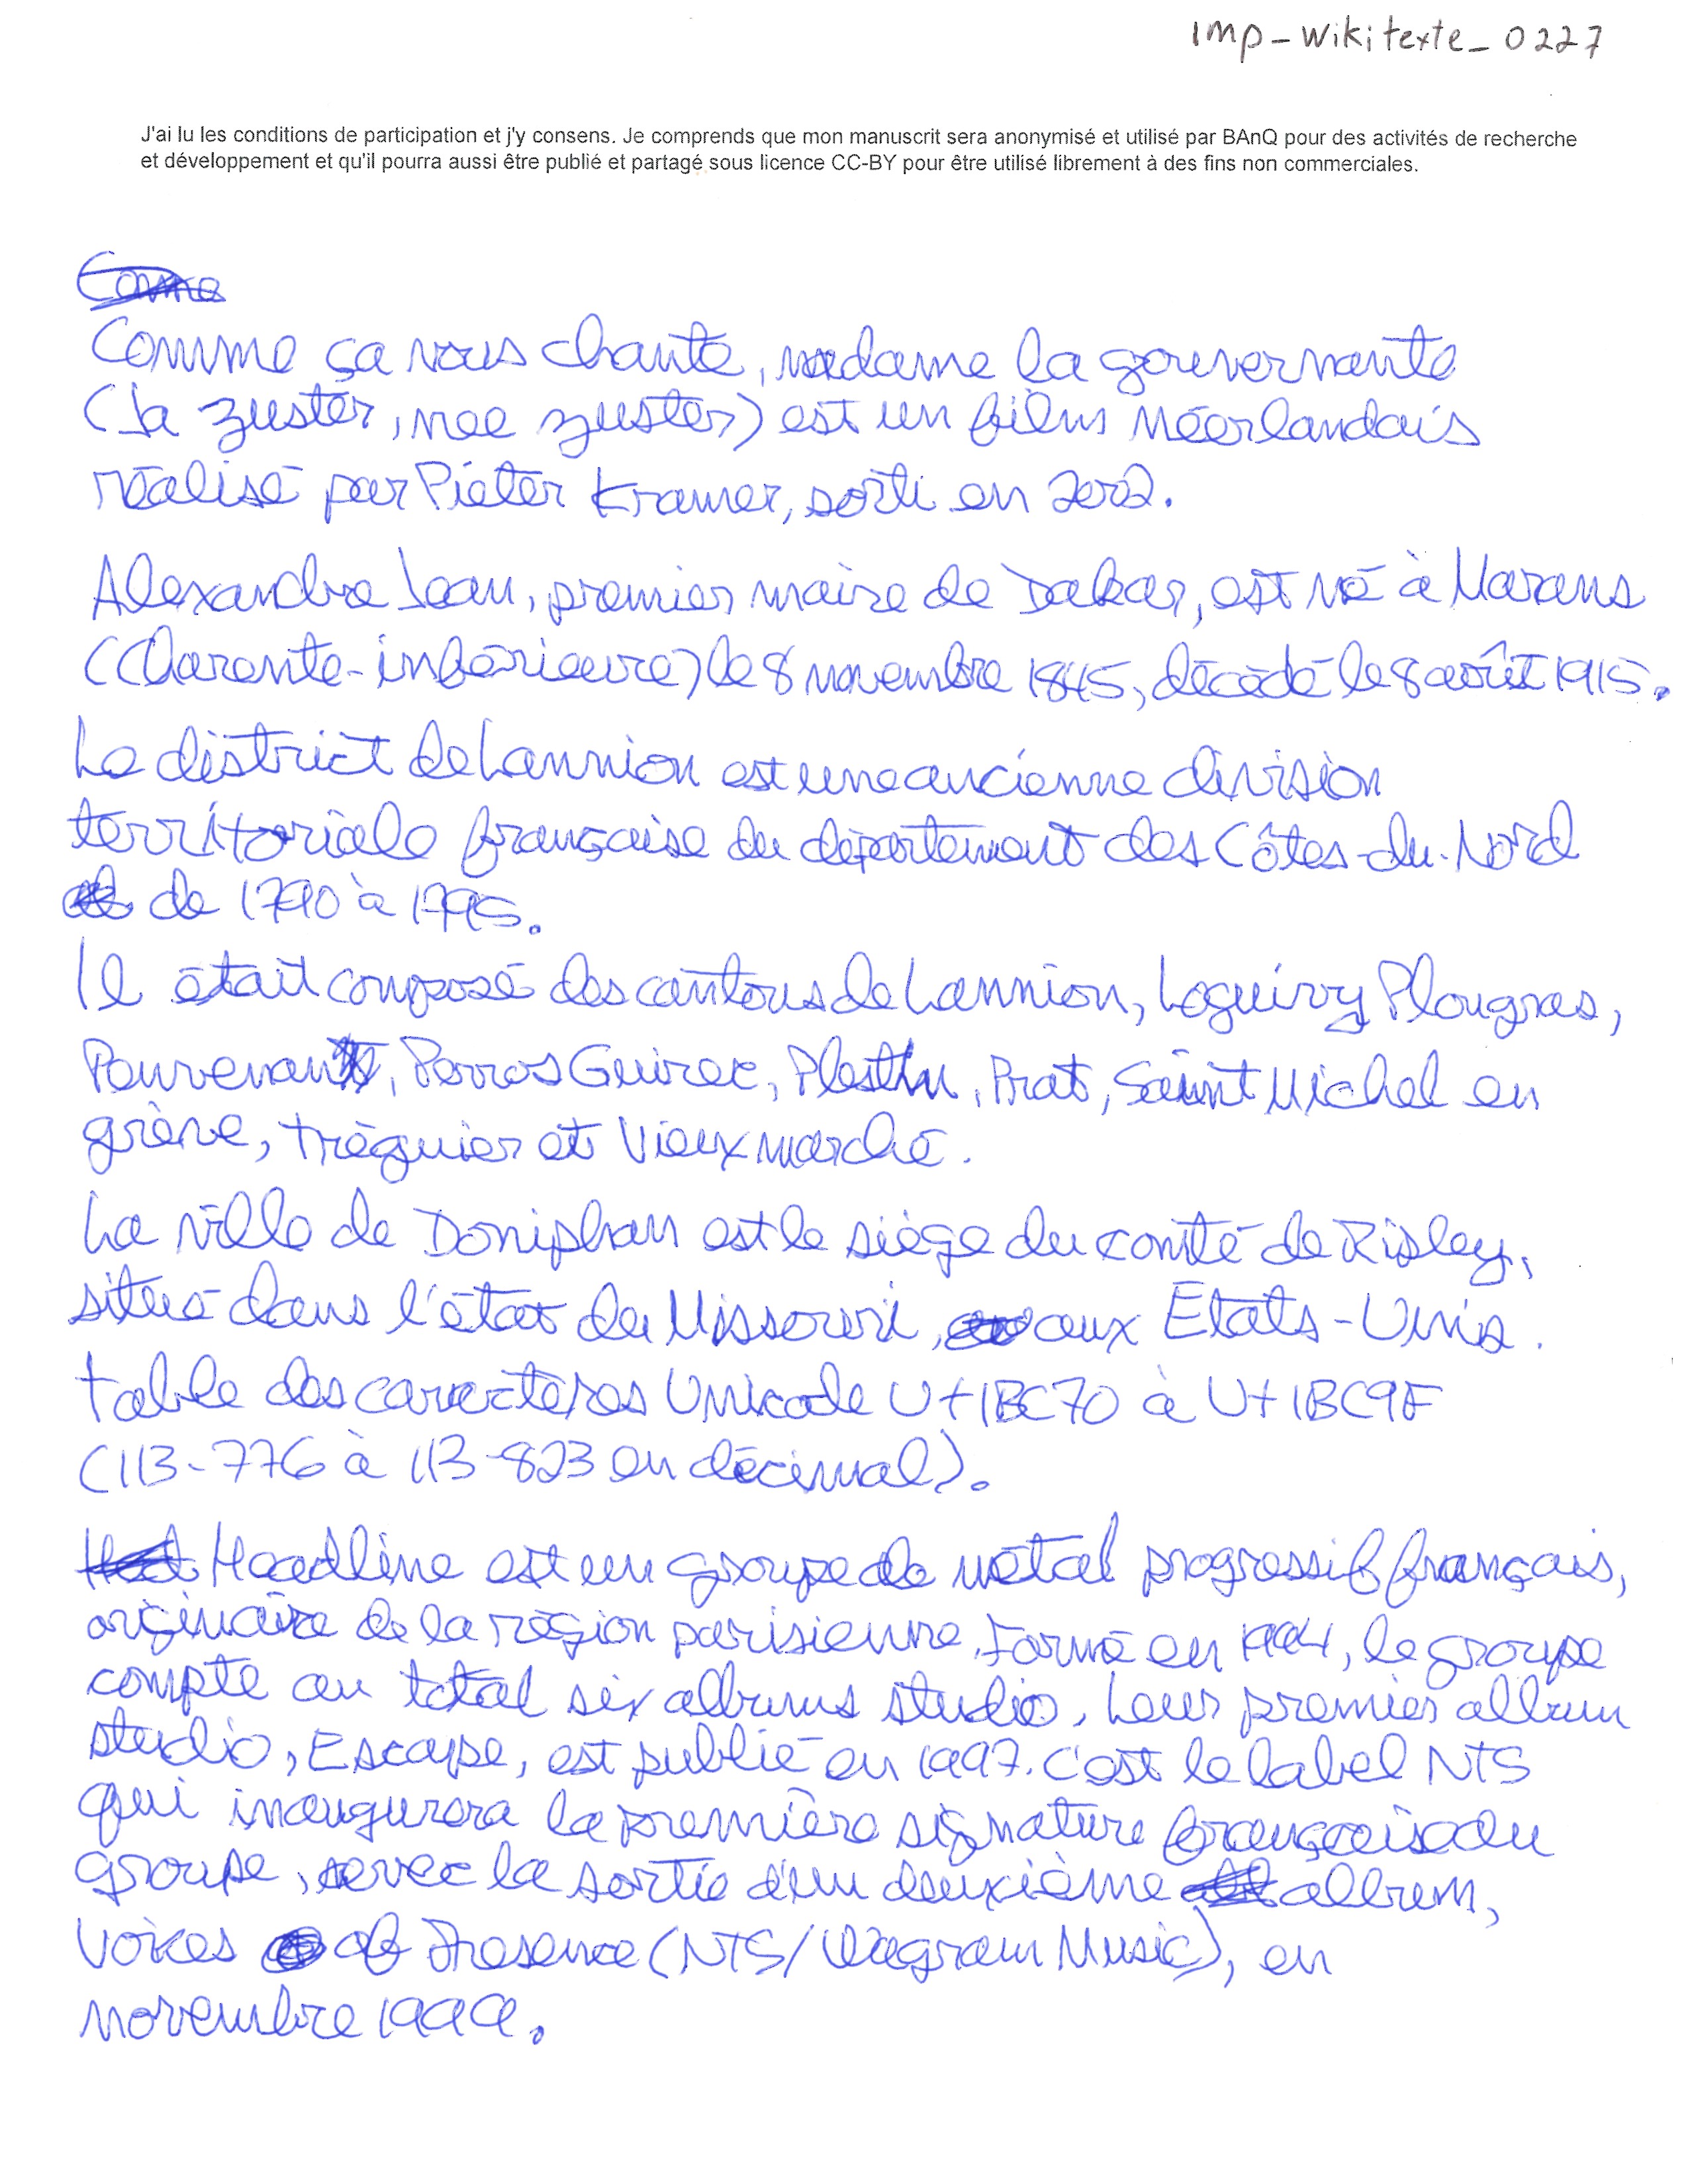 imp-wikitexte_0227
J'ai lu les conditions de participation et j'y consens. Je comprends que mon manuscrit sera anonymisé et utilisé par BAnQ pour des activités de recherche
et développement et qu'il pourra aussi être publié et partagé sous licence CC-BY pour être utilisé librement à des fins non commerciales.
Comme ça vous chante, madame la gouvernante
(Ja zuster, nee zuster) est un film Néerlandais
réalisé par Pieter Kramer, sorti en 2002.
Alexandre Jean, premier maire de Dakar, est né à Marans
(Charente-inférieure) le 8 novembre 1845, décédé le 8 août 1915.
Le district de Lannion est une ancienne division
territoriale française du département des Côtes-du-Nord
de 1790 à 1795.
Il était composé des cantons de Lannion, Loguivy Plougras,
Penvenan, Perros Guirec, Plestin, Prat, Saint Michel en
grève, Tréguier et Vieux marché.
La ville de Doniphan est le siège du comté de Ripley,
situé dans l'état du Missouri, aux Etats-Unis.
Table des caractères Unicode U+1BC70 à U+1BC9F
(113-776 à 113-823 en décimal).
Headline est un groupe de métal progressif français,
originaire de la région parisienne. Formé en 1994, le groupe
compte au total six albums studio. Leur premier album
studio, Escape, est publié en 1997. C'est le label NTS
qui inaugurera la première signature française du
groupe, avec la sortie d'un deuxième album,
Voices of Presence (NTS/Wagram Music), en
novembre 1999.